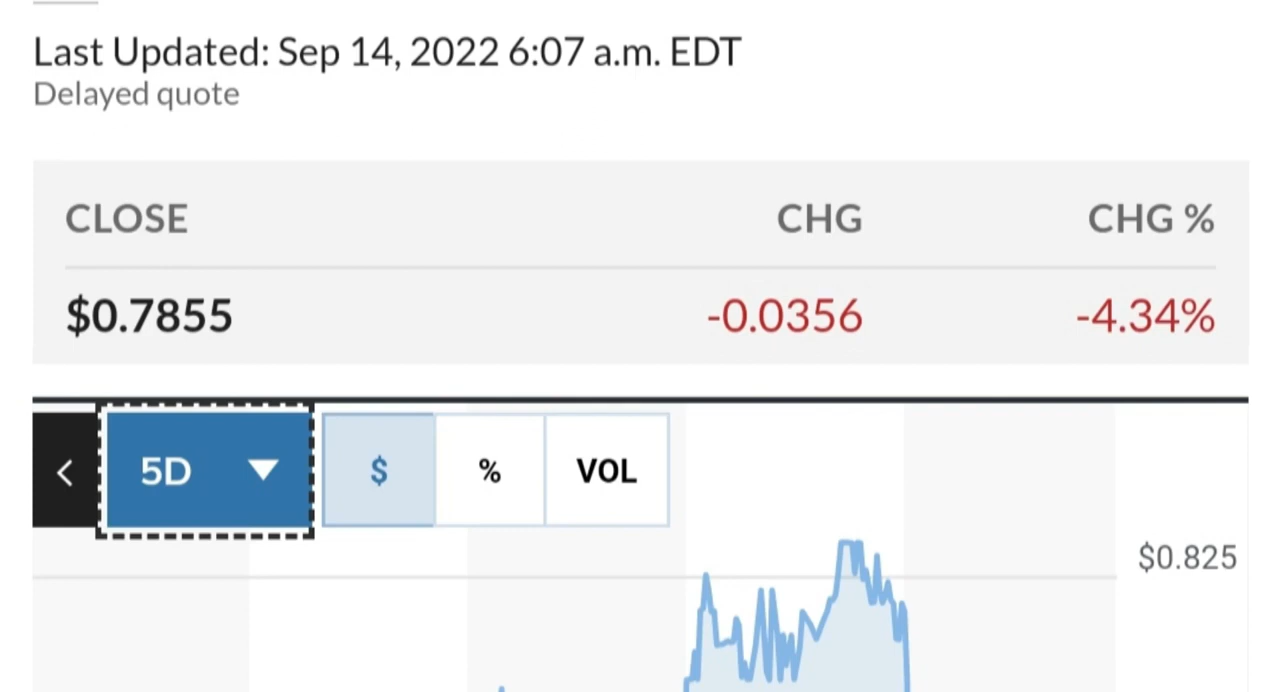 Last Updated: Sep 14, 2022 6:07 a.m. EDT
Delayed quote
CLOSE CHG CHG %
$0.7855 -0.0356 -4.34%
5D $ % VOL
$0.825